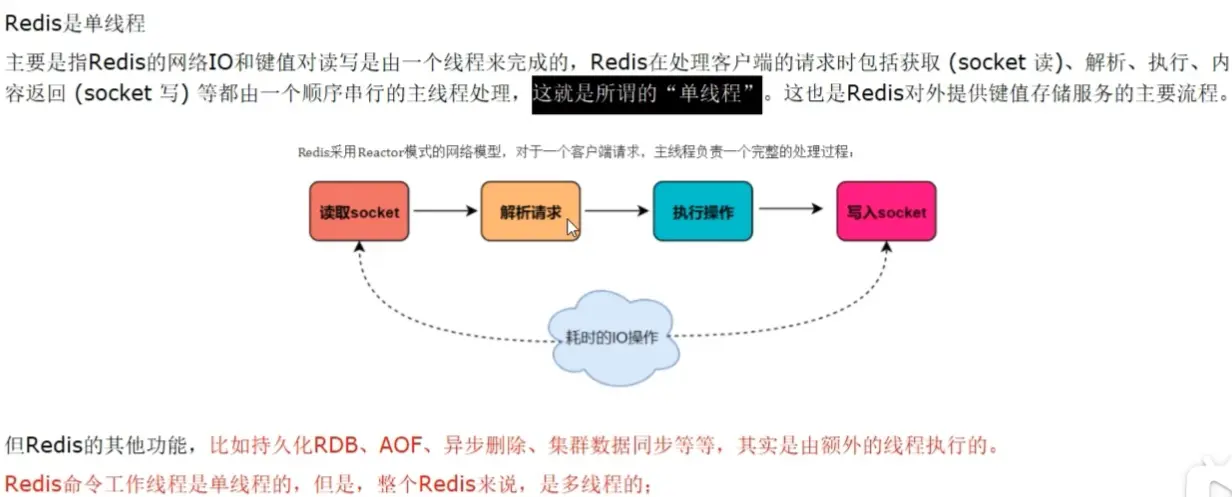 Redis是单线程
主要是指Redis的网络IO和键值对读写是由一个线程来完成的，Redis在处理客户端的请求时包括获取 (socket 读)、解析、执行、内
容返回 (socket 写) 等都由一个顺序串行的主线程处理，这就是所谓的“单线程”。这也是Redis对外提供键值存储服务的主要流程。
Redis采用Reactor模式的网络模型，对于一个客户端请求，主线程负责一个完整的处理过程：
读取socket
解析请求
执行操作
写入socket
耗时的IO操作
但Redis的其他功能，比如持久化RDB、AOF、异步删除、集群数据同步等等，其实是由额外的线程执行的。
Redis命令工作线程是单线程的，但是，整个Redis来说，是多线程的；